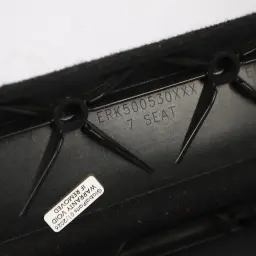 ERK500530XXX
7 SEAT
WARRANTY VOID
IF REMOVED